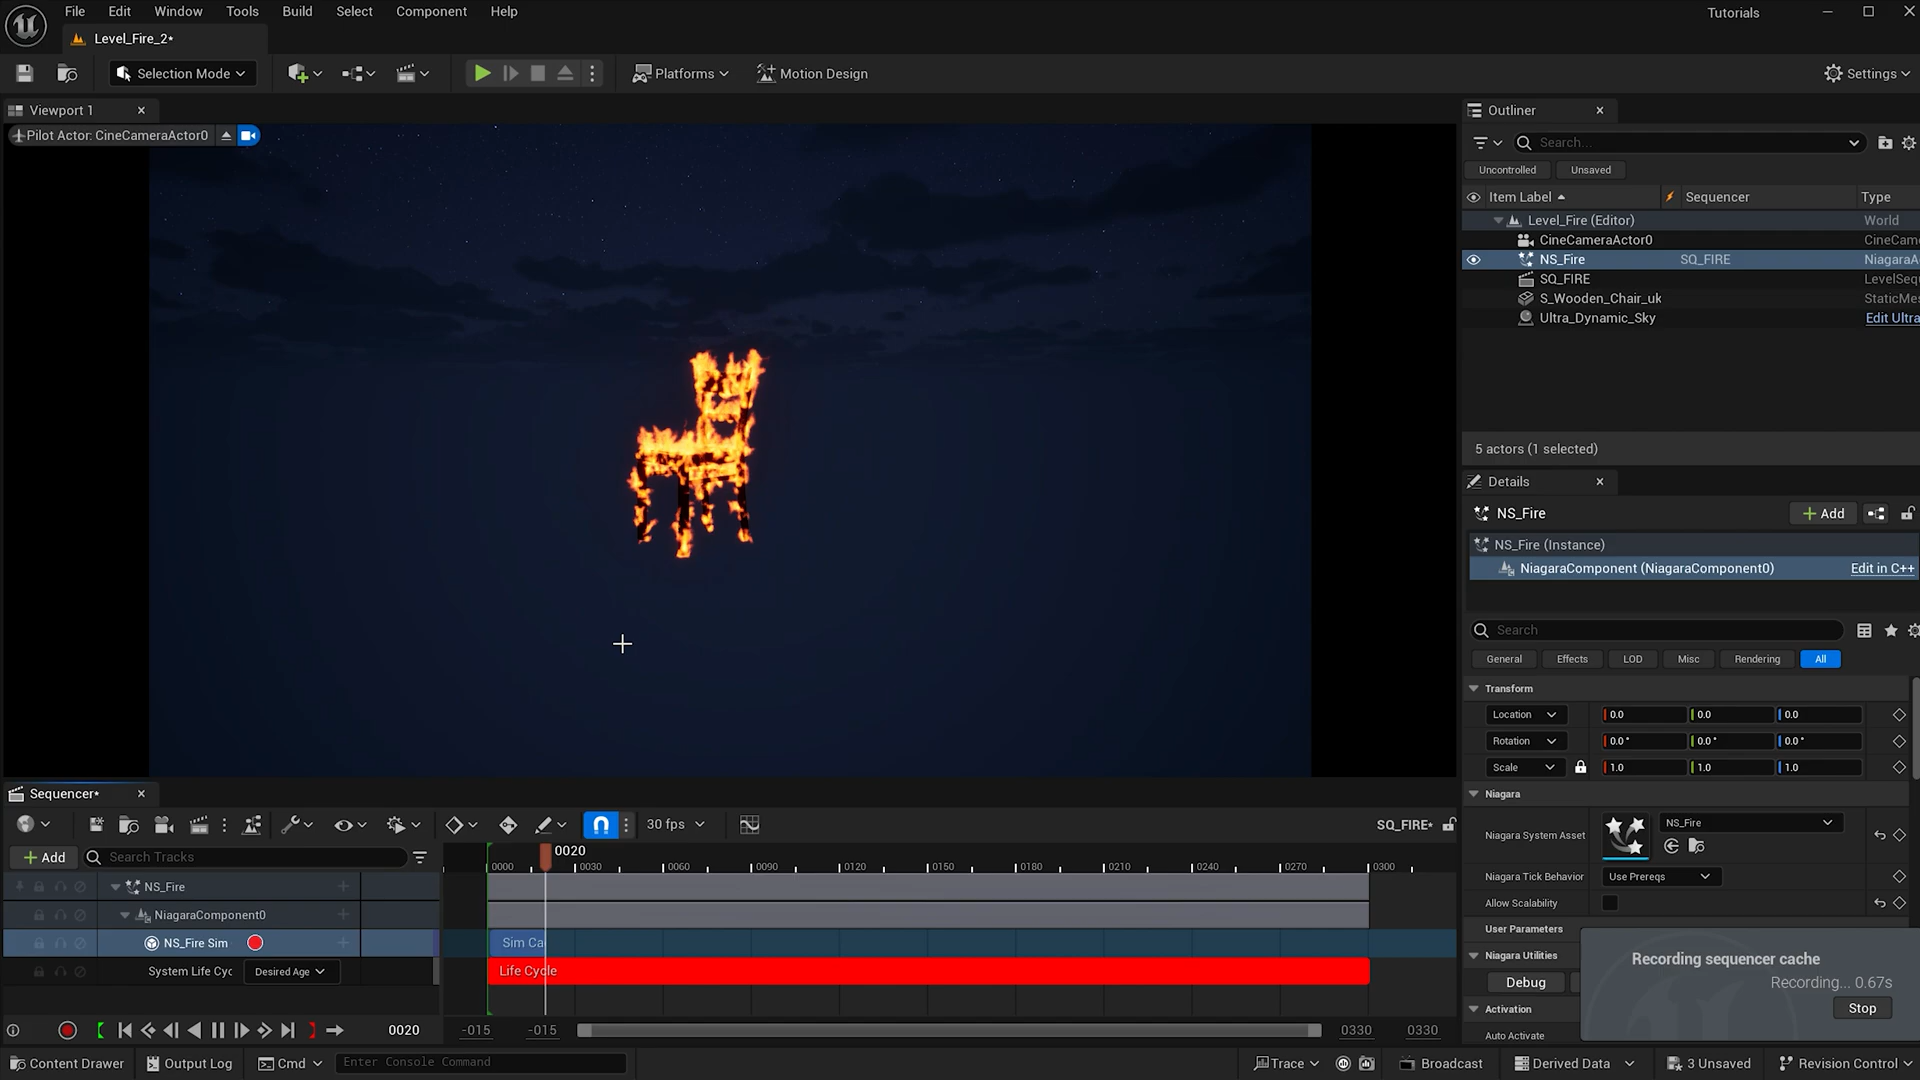 File Edit Window Tools Build Select Component Help
Tutorials
Level_Fire_2*
Selection Mode
Platforms
Motion Design
Settings
Viewport 1
Pilot Actor: CineCameraActor0
Outliner
Search...
Uncontrolled
Unsaved
Item Label
Sequencer
Type
Level_Fire (Editor)
World
CineCameraActor0
CineCam
NS_Fire
SQ_FIRE
NiagaraA
SQ_FIRE
LevelSeq
S_Wooden_Chair_uk
StaticMes
Ultra_Dynamic_Sky
Edit Ultra
5 actors (1 selected)
Details
NS_Fire
Add
NS_Fire (Instance)
NiagaraComponent (NiagaraComponent0)
Edit in C++
Search
General
Effects
LOD
Misc
Rendering
All
Transform
Location
0.0
0.0
0.0
Rotation
0.0°
0.0°
0.0°
Scale
1.0
1.0
1.0
Niagara
Niagara System Asset
NS_Fire
Niagara Tick Behavior
Use Prereqs
Allow Scalability
User Parameters
Niagara Utilities
Debug
Activation
Auto Activate
Recording sequencer cache
Recording... 0.67s
Stop
Sequencer*
30 fps
SQ_FIRE*
Add
Search Tracks
0020
0000 0030 0060 0090 0120 0150 0180 0210 0240 0270 0300
NS_Fire
NiagaraComponent0
NS_Fire Sim
Sim Ca
System Life Cyc
Desired Age
Life Cycle
0020
-015
-015
0330
0330
Content Drawer
Output Log
Cmd
Enter Console Command
Trace
Broadcast
Derived Data
3 Unsaved
Revision Control